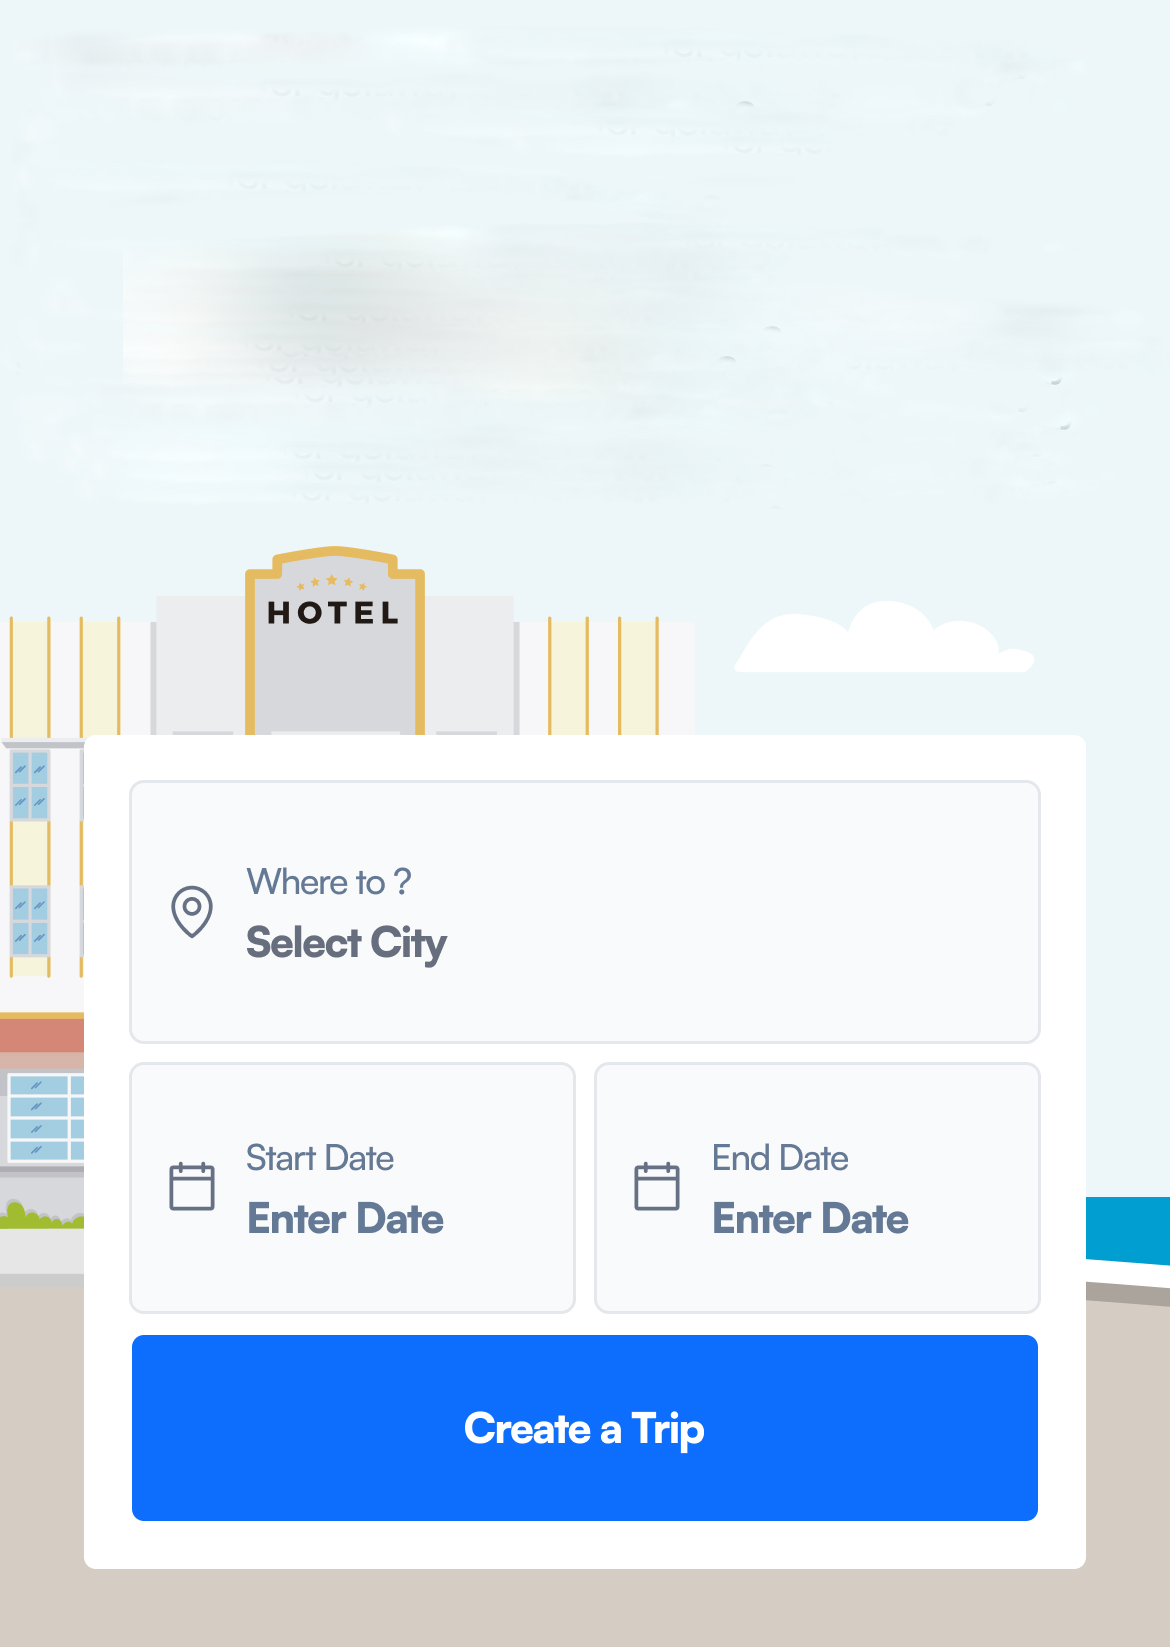 HOTEL
Where to ?
Select City
Start Date
Enter Date
End Date
Enter Date
Create a Trip